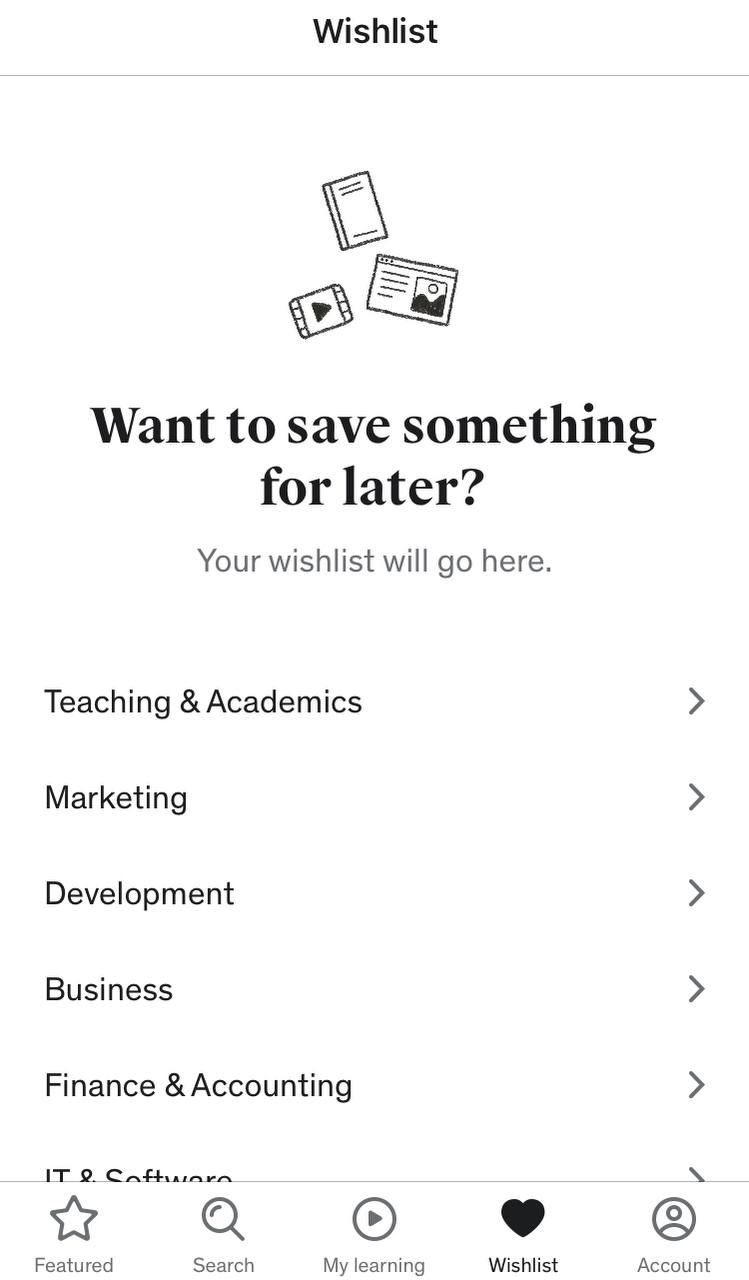 Wishlist
Want to save something
for later?
Your wishlist will go here.
Teaching & Academics
Marketing
Development
Business
Finance & Accounting
IT & Software
Featured
Search
My learning
Wishlist
Account